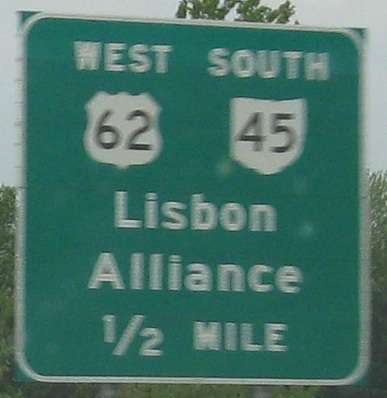 WEST SOUTH
62 45
Lisbon
Alliance
1/2 MILE